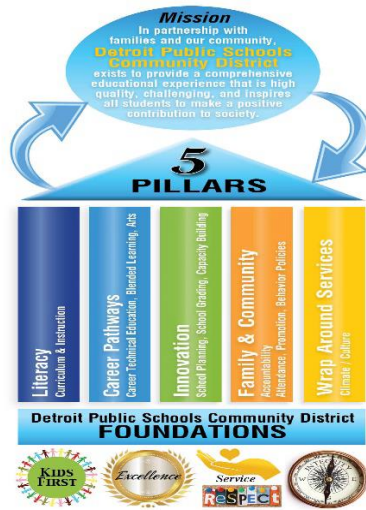 Mission
In partnership with
families and our community,
Detroit Public Schools
Community District
exists to provide a comprehensive
educational experience that is high
quality, challenging, and inspires
all students to make a positive
contribution to society.
5
PILLARS
Literacy
Curriculum & Instruction
Career Pathways
Career Technical Education, Blended Learning, Arts
Innovation
School Planning, School Grading, Capacity Building
Family & Community
Accountability
Attendance, Promotion, Behavior Policies
Wrap Around Services
Climate / Culture
Detroit Public Schools Community District
FOUNDATIONS
KIDS
FIRST
Excellence
Service
ReSPECt
N
E
S
W